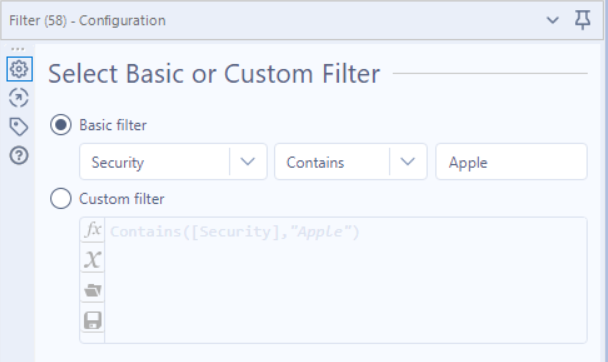 Filter (58) - Configuration
Select Basic or Custom Filter
Basic filter
Security Contains Apple
Custom filter
fx Contains([Security],"Apple")
X